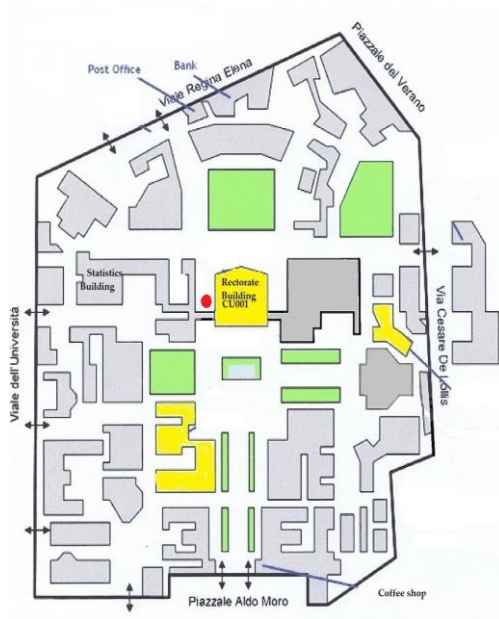 Piazzale del Verano
Bank
Post Office
Viale Regina Elena
Statistics
Building
Rectorate
Building
CU001
Via Cesare De Lollis
Viale dell'Università
Coffee shop
Piazzale Aldo Moro